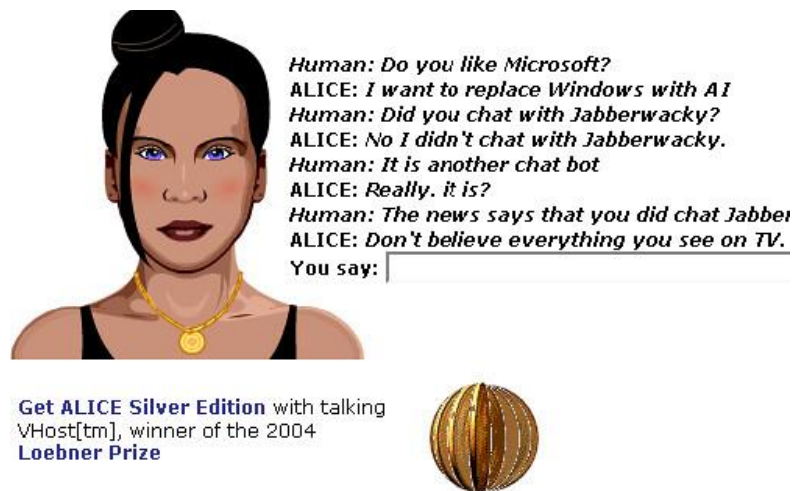 Human: Do you like Microsoft?
ALICE: I want to replace Windows with AI
Human: Did you chat with Jabberwacky?
ALICE: No I didn't chat with Jabberwacky.
Human: It is another chat bot
ALICE: Really. it is?
Human: The news says that you did chat Jabber
ALICE: Don't believe everything you see on TV.
You say:
Get ALICE Silver Edition with talking
VHost[tm], winner of the 2004
Loebner Prize